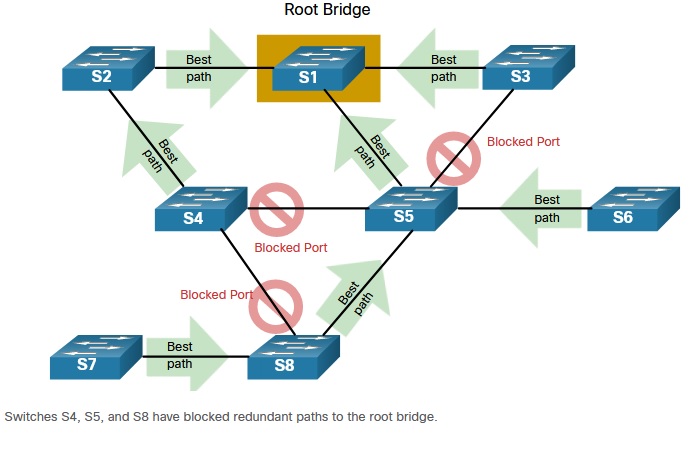 Root Bridge
S2
Best
path
S1
Best
path
S3
Best
path
Best
path
Blocked Port
S4
Blocked Port
S5
Best
path
S6
Blocked Port
Best
path
S7
Best
path
S8
Switches S4, S5, and S8 have blocked redundant paths to the root bridge.